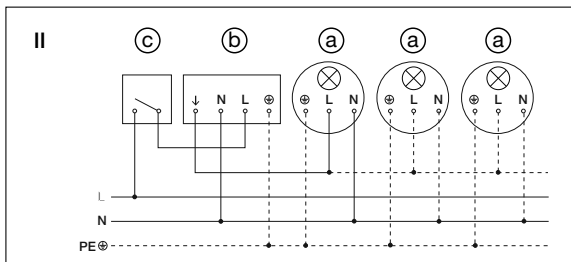 II c b a a a
↓ N L ⏚ ⏚ L N ⏚ L N ⏚ L N
L
N
PE ⏚